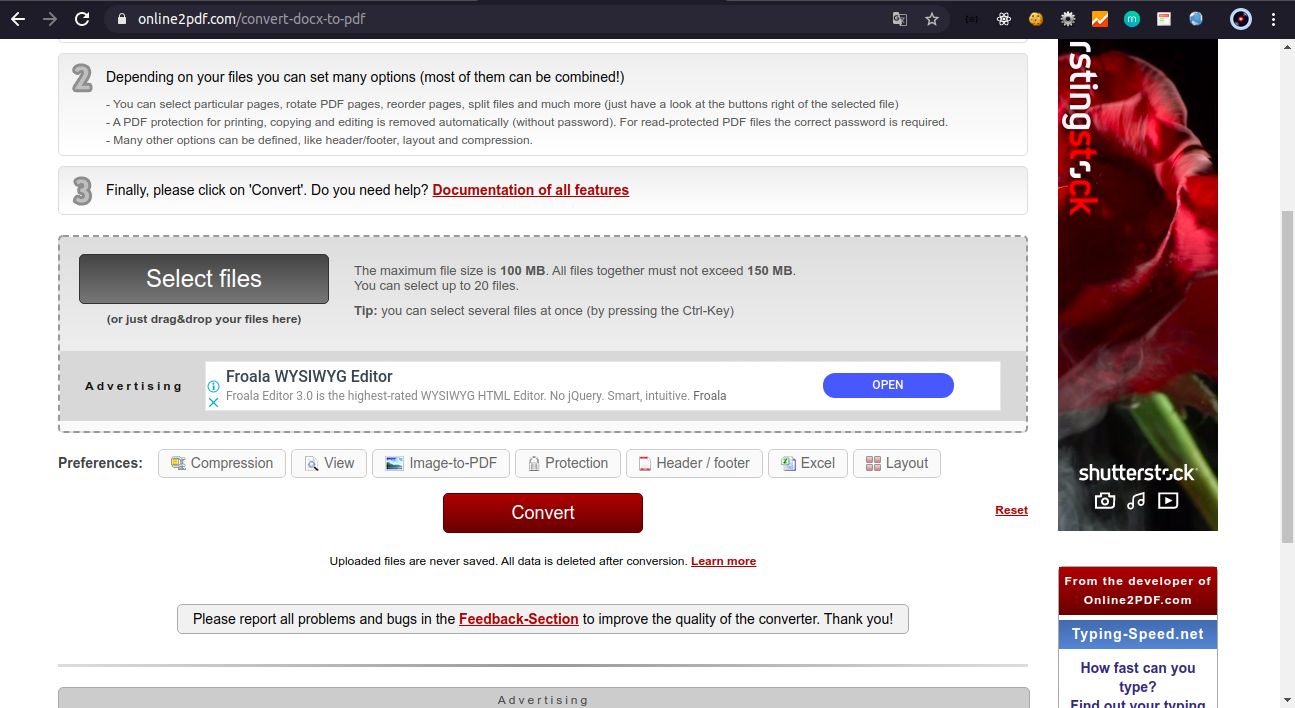 online2pdf.com/convert-docx-to-pdf
2 Depending on your files you can set many options (most of them can be combined!)
- You can select particular pages, rotate PDF pages, reorder pages, split files and much more (just have a look at the buttons right of the selected file)
- A PDF protection for printing, copying and editing is removed automatically (without password). For read-protected PDF files the correct password is required.
- Many other options can be defined, like header/footer, layout and compression.
3 Finally, please click on 'Convert'. Do you need help? Documentation of all features
Select files
(or just drag&drop your files here)
The maximum file size is 100 MB. All files together must not exceed 150 MB.
You can select up to 20 files.
Tip: you can select several files at once (by pressing the Ctrl-Key)
Advertising
Froala WYSIWYG Editor
Froala Editor 3.0 is the highest-rated WYSIWYG HTML Editor. No jQuery. Smart, intuitive. Froala
OPEN
Preferences: Compression View Image-to-PDF Protection Header / footer Excel Layout
Convert
Reset
Uploaded files are never saved. All data is deleted after conversion. Learn more
Please report all problems and bugs in the Feedback-Section to improve the quality of the converter. Thank you!
Advertising
rstingstock
shutterstock
From the developer of
Online2PDF.com
Typing-Speed.net
How fast can you
type?
Find out your typing